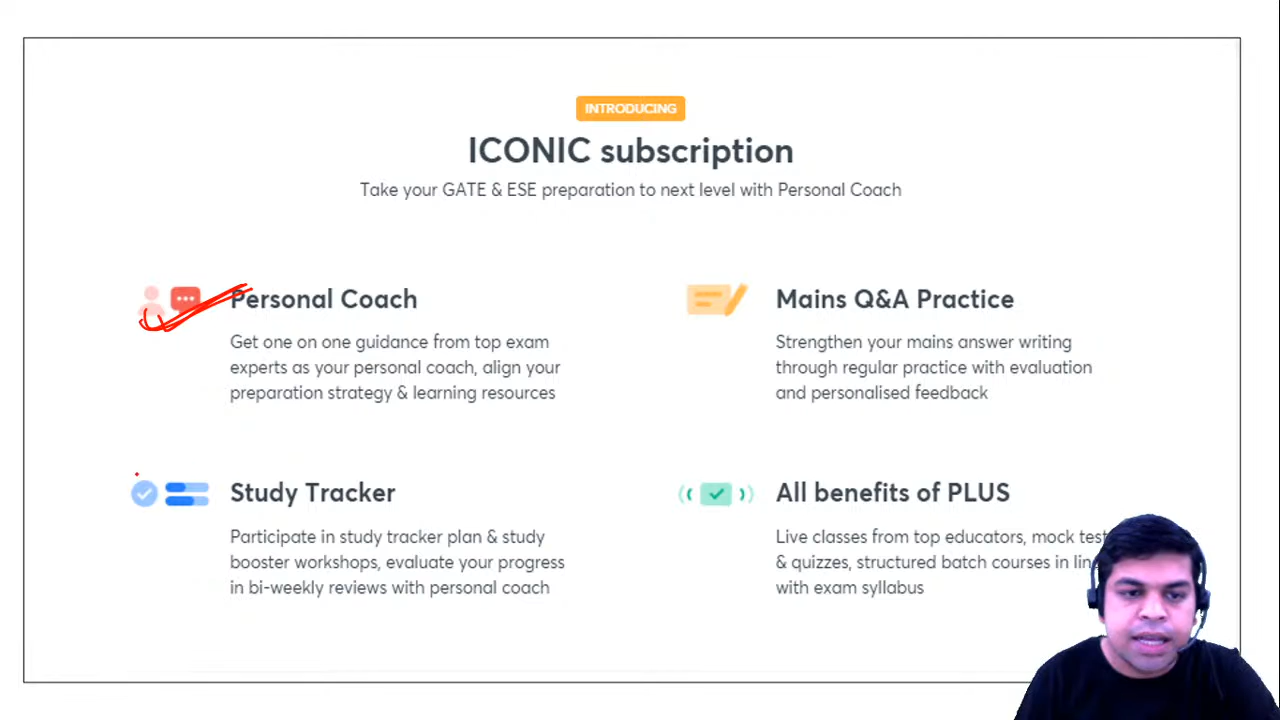 INTRODUCING
ICONIC subscription
Take your GATE & ESE preparation to next level with Personal Coach
Personal Coach
Get one on one guidance from top exam
experts as your personal coach, align your
preparation strategy & learning resources
Mains Q&A Practice
Strengthen your mains answer writing
through regular practice with evaluation
and personalised feedback
Study Tracker
Participate in study tracker plan & study
booster workshops, evaluate your progress
in bi-weekly reviews with personal coach
All benefits of PLUS
Live classes from top educators, mock test
& quizzes, structured batch courses in lin
with exam syllabus